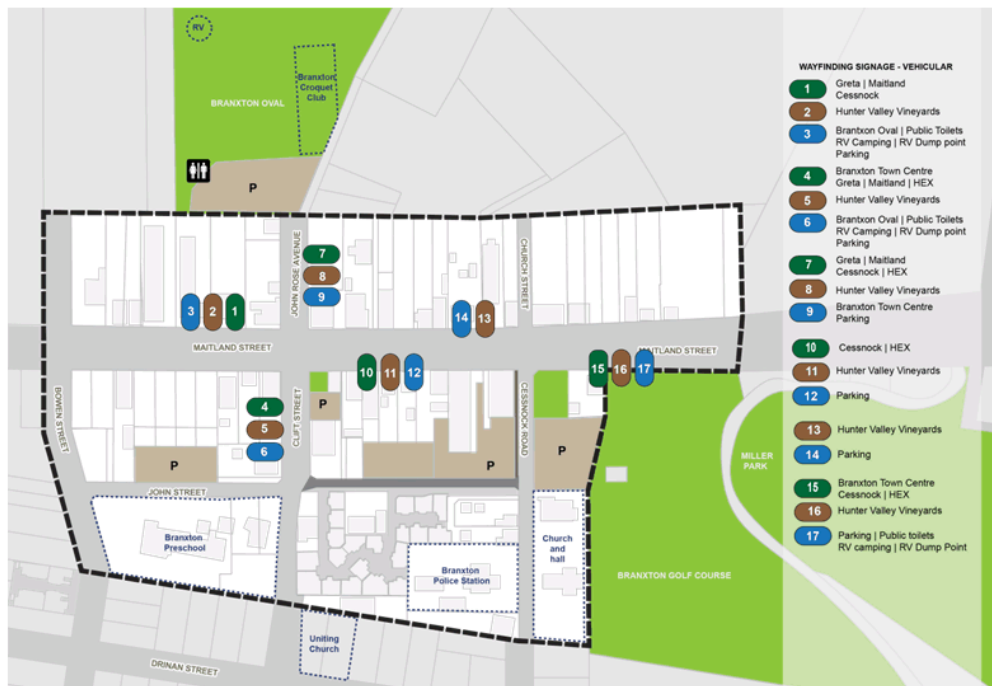 RV
Branxton
Croquet
Club
BRANXTON OVAL
P
JOHN ROSE AVENUE
CHURCH STREET
7
8
9
3
2
1
14
13
MAITLAND STREET
MAITLAND STREET
10
11
12
15
16
17
BOWEN STREET
CLIFT STREET
CESSNOCK ROAD
4
5
6
P
P
P
P
JOHN STREET
MILLER
PARK
Branxton
Preschool
Branxton
Police Station
Church
and
hall
BRANXTON GOLF COURSE
Uniting
Church
DRINAN STREET
WAYFINDING SIGNAGE - VEHICULAR
1 Greta | Maitland
Cessnock
2 Hunter Valley Vineyards
3 Brantxon Oval | Public Toilets
RV Camping | RV Dump point
Parking
4 Branxton Town Centre
Greta | Maitland | HEX
5 Hunter Valley Vineyards
6 Branxton Oval | Public Toilets
RV Camping | RV Dump point
Parking
7 Greta | Maitland
Cessnock | HEX
8 Hunter Valley Vineyards
9 Branxton Town Centre
Parking
10 Cessnock | HEX
11 Hunter Valley Vineyards
12 Parking
13 Hunter Valley Vineyards
14 Parking
15 Branxton Town Centre
Cessnock | HEX
16 Hunter Valley Vineyards
17 Parking | Public toilets
RV camping | RV Dump Point